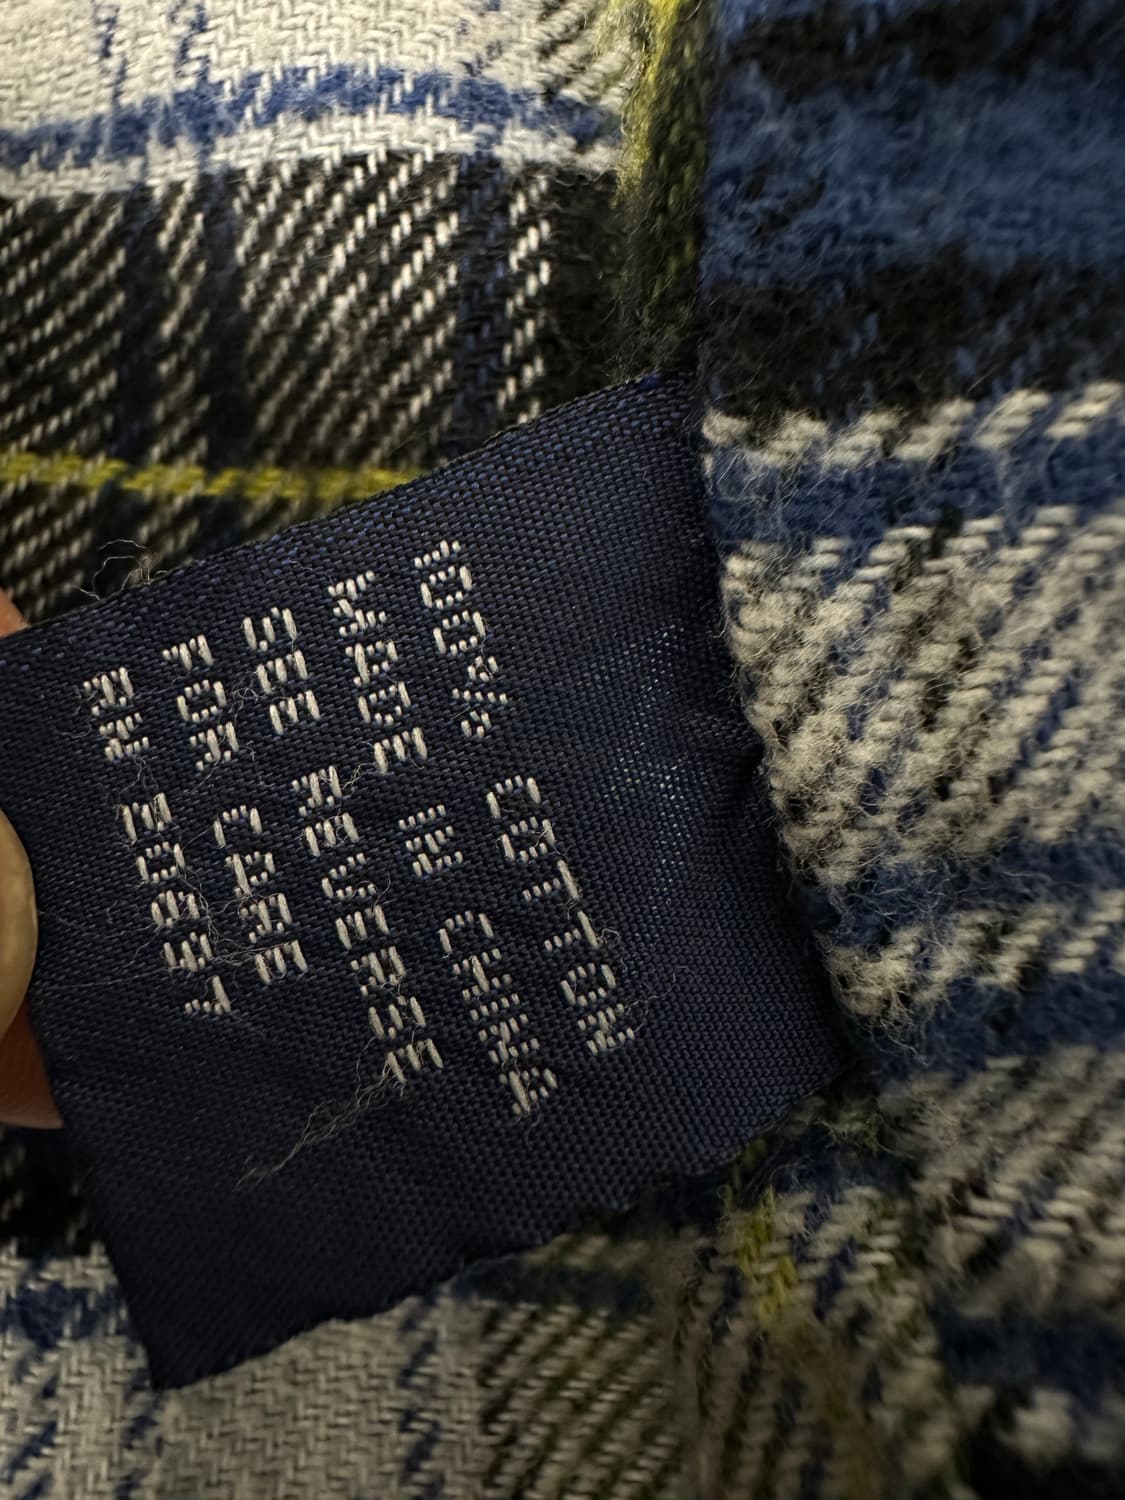 100% COTTON
MADE IN CHINA
SEE REVERSE
FOR CARE